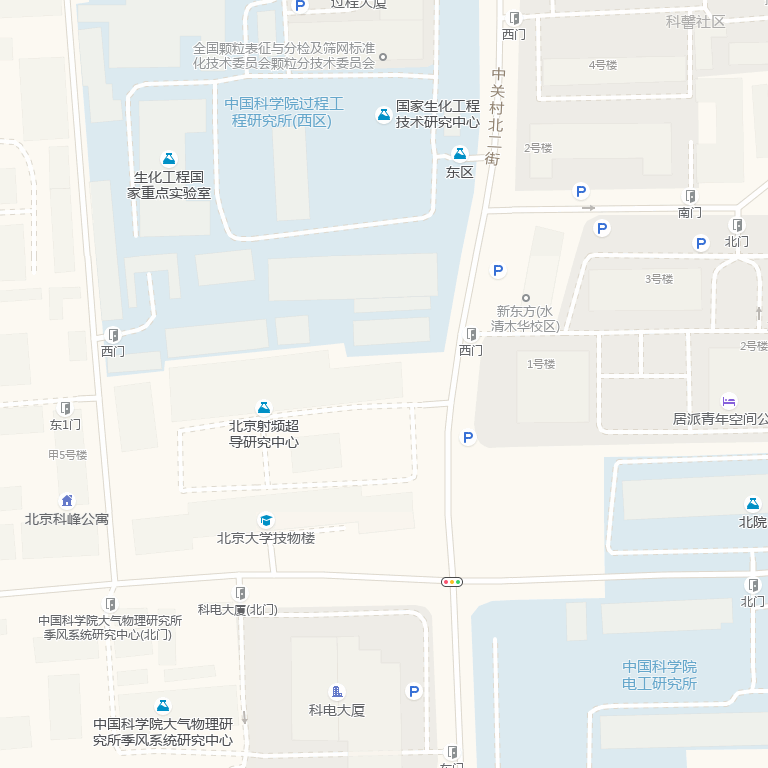 过程大厦
科馨社区
西门
全国颗粒表征与分检及筛网标准
化技术委员会颗粒分技术委员会
4号楼
中关村北二街
中国科学院过程工
程研究所(西区)
国家生化工程
技术研究中心
2号楼
生化工程国
家重点实验室
东区
南门
北门
3号楼
新东方(水
清木华校区)
西门
西门
2号楼
1号楼
居派青年空间公
东1门
北京射频超
导研究中心
甲5号楼
北京科峰公寓
北京大学技物楼
北院
北门
中国科学院大气物理研究所
季风系统研究中心(北门)
科电大厦(北门)
中国科学院
电工研究所
科电大厦
中国科学院大气物理研
究所季风系统研究中心
东门
P
P
P
P
P
P
P